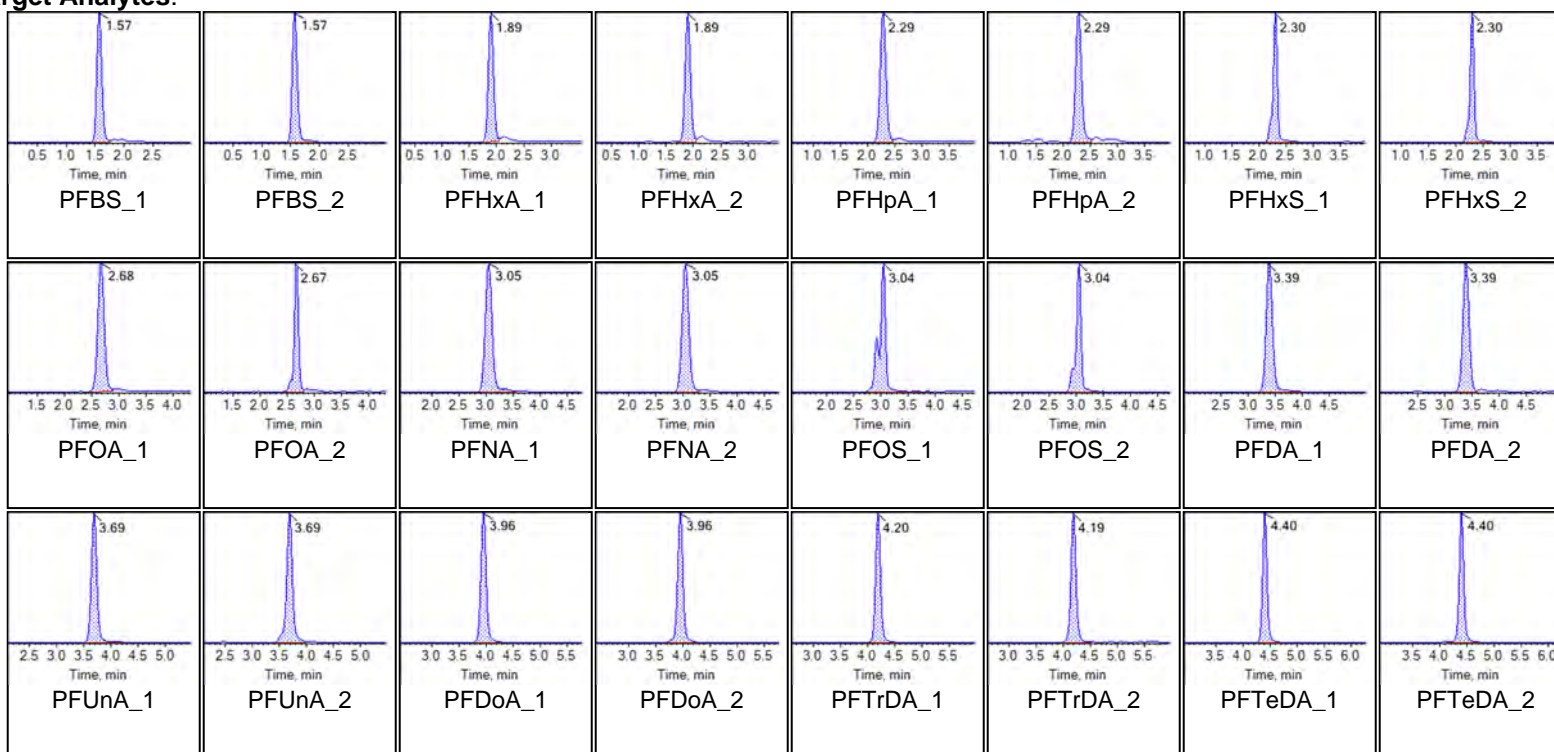 rget Analytes:
1.57 1.57 1.89 1.89 2.29 2.29 2.30 2.30
0.5 1.0 1.5 2.0 2.5 0.5 1.0 1.5 2.0 2.5 0.5 1.0 1.5 2.0 2.5 3.0 0.5 1.0 1.5 2.0 2.5 3.0 1.0 1.5 2.0 2.5 3.0 3.5 1.0 1.5 2.0 2.5 3.0 3.5 1.0 1.5 2.0 2.5 3.0 3.5 1.0 1.5 2.0 2.5 3.0 3.5
Time, min Time, min Time, min Time, min Time, min Time, min Time, min Time, min
PFBS_1 PFBS_2 PFHxA_1 PFHxA_2 PFHpA_1 PFHpA_2 PFHxS_1 PFHxS_2
2.68 2.67 3.05 3.05 3.04 3.04 3.39 3.39
1.5 2.0 2.5 3.0 3.5 4.0 1.5 2.0 2.5 3.0 3.5 4.0 2.0 2.5 3.0 3.5 4.0 4.5 2.0 2.5 3.0 3.5 4.0 4.5 2.0 2.5 3.0 3.5 4.0 4.5 2.0 2.5 3.0 3.5 4.0 4.5 2.5 3.0 3.5 4.0 4.5 2.5 3.0 3.5 4.0 4.5
Time, min Time, min Time, min Time, min Time, min Time, min Time, min Time, min
PFOA_1 PFOA_2 PFNA_1 PFNA_2 PFOS_1 PFOS_2 PFDA_1 PFDA_2
3.69 3.69 3.96 3.96 4.20 4.19 4.40 4.40
2.5 3.0 3.5 4.0 4.5 5.0 2.5 3.0 3.5 4.0 4.5 5.0 3.0 3.5 4.0 4.5 5.0 5.5 3.0 3.5 4.0 4.5 5.0 5.5 3.0 3.5 4.0 4.5 5.0 5.5 3.0 3.5 4.0 4.5 5.0 5.5 3.5 4.0 4.5 5.0 5.5 6.0 3.5 4.0 4.5 5.0 5.5 6.0
Time, min Time, min Time, min Time, min Time, min Time, min Time, min Time, min
PFUnA_1 PFUnA_2 PFDoA_1 PFDoA_2 PFTrDA_1 PFTrDA_2 PFTeDA_1 PFTeDA_2